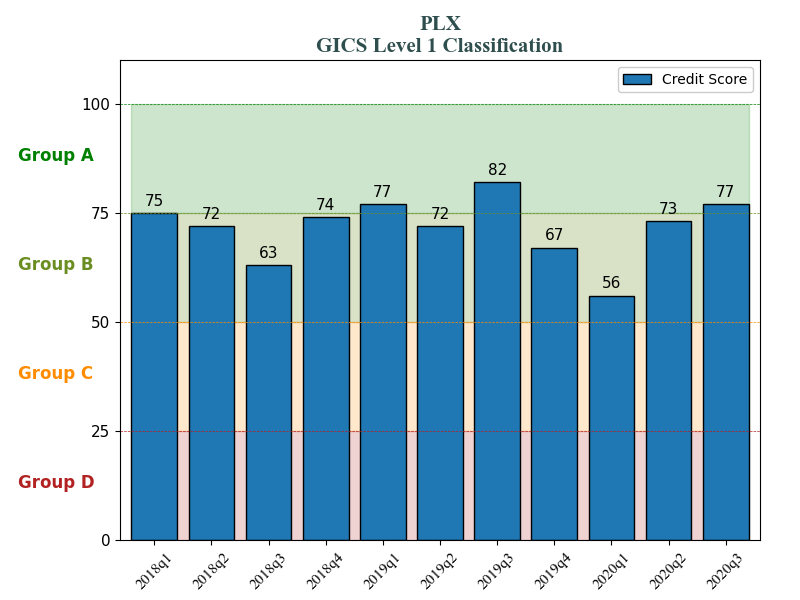 PLX
GICS Level 1 Classification
Credit Score
100
Group A
82
77
77
75
74
73
72
72
75
67
63
Group B
56
50
Group C
25
Group D
0
2018q1
2018q2
2018q3
2018q4
2019q1
2019q2
2019q3
2019q4
2020q1
2020q2
2020q3